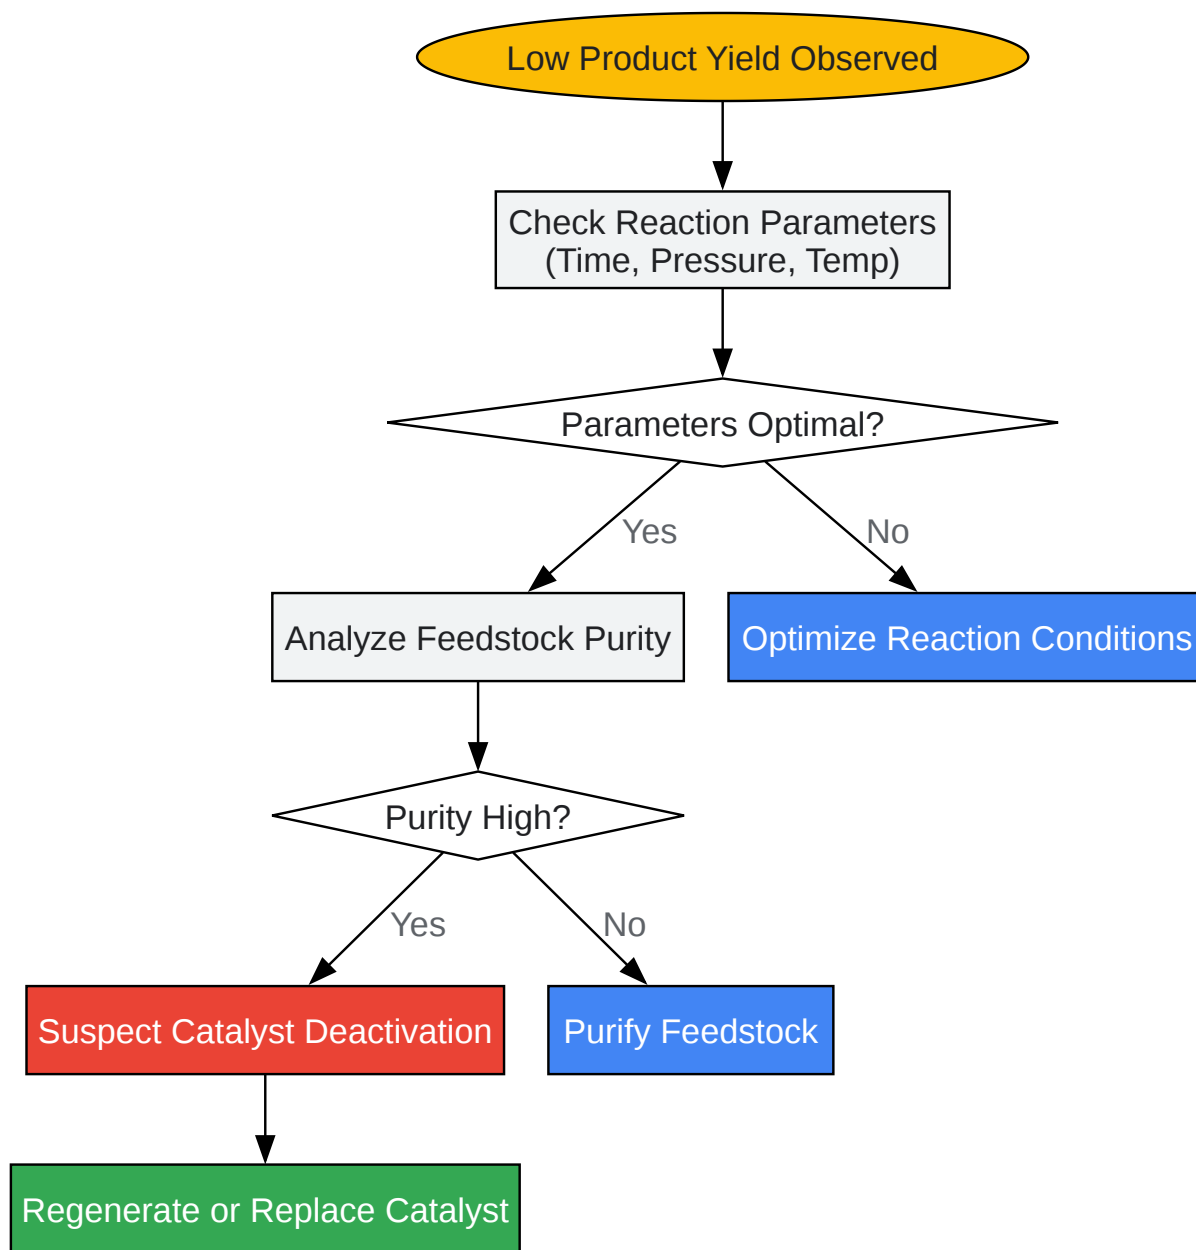 Low Product Yield Observed
Check Reaction Parameters
(Time, Pressure, Temp)
Parameters Optimal?
Yes
No
Analyze Feedstock Purity
Optimize Reaction Conditions
Purity High?
Yes
No
Suspect Catalyst Deactivation
Purify Feedstock
Regenerate or Replace Catalyst